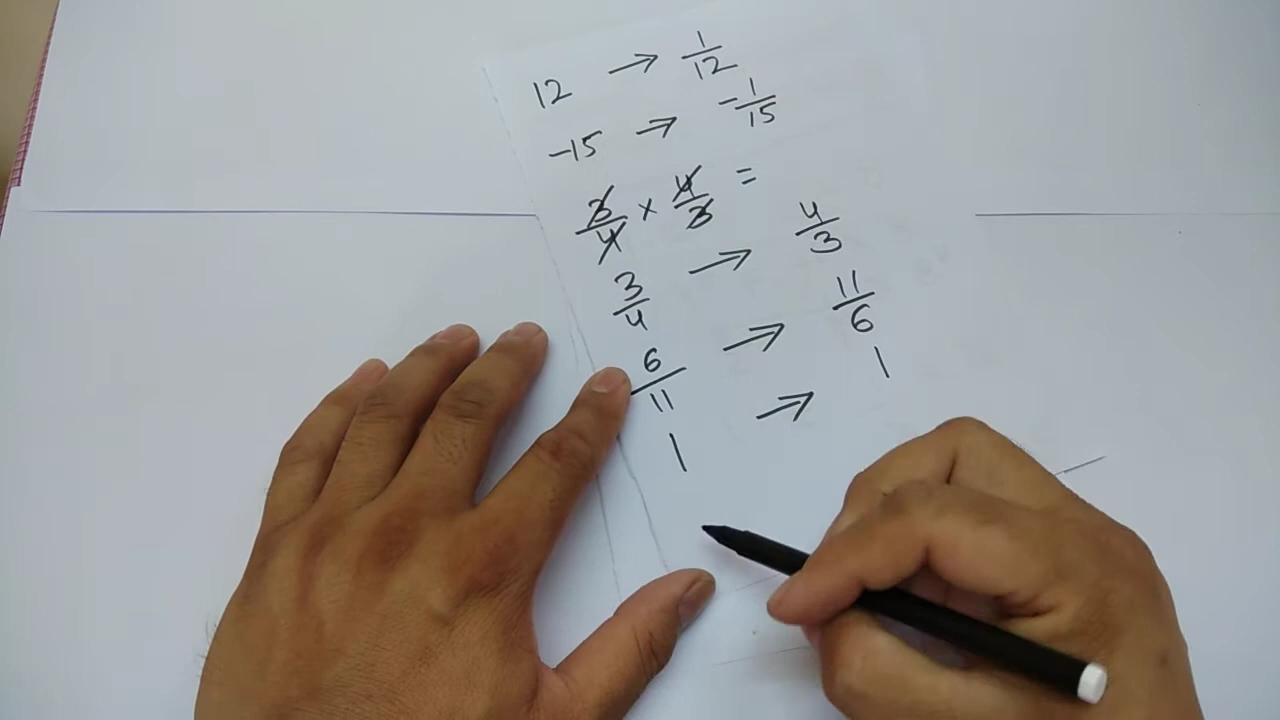 12 → 1/12
-15 → -1/15
3/4 × 4/3 =
3/4 → 4/3
6/11 → 11/6
1 → 1